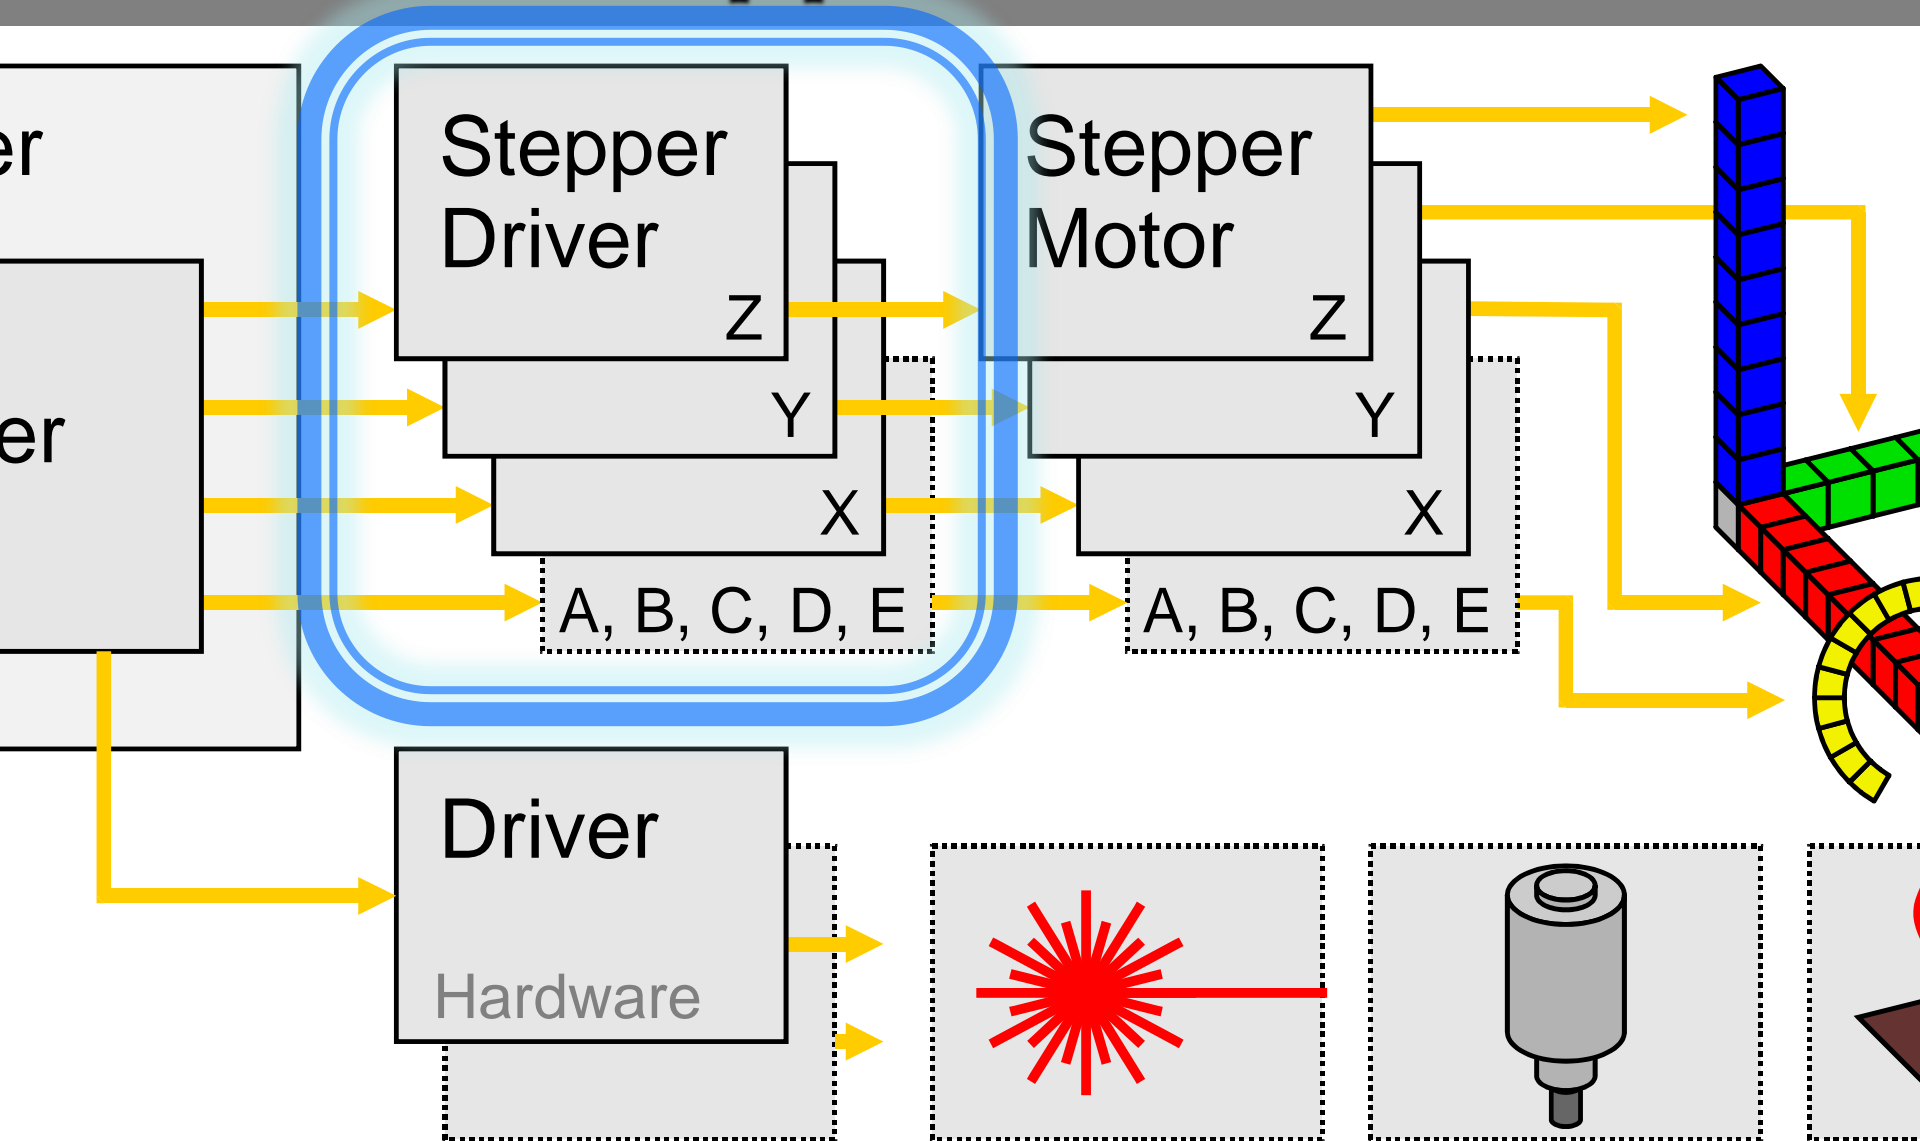 er
Stepper
Driver
Z
Y
X
A, B, C, D, E
Stepper
Motor
Z
Y
X
A, B, C, D, E
er
Driver
Hardware